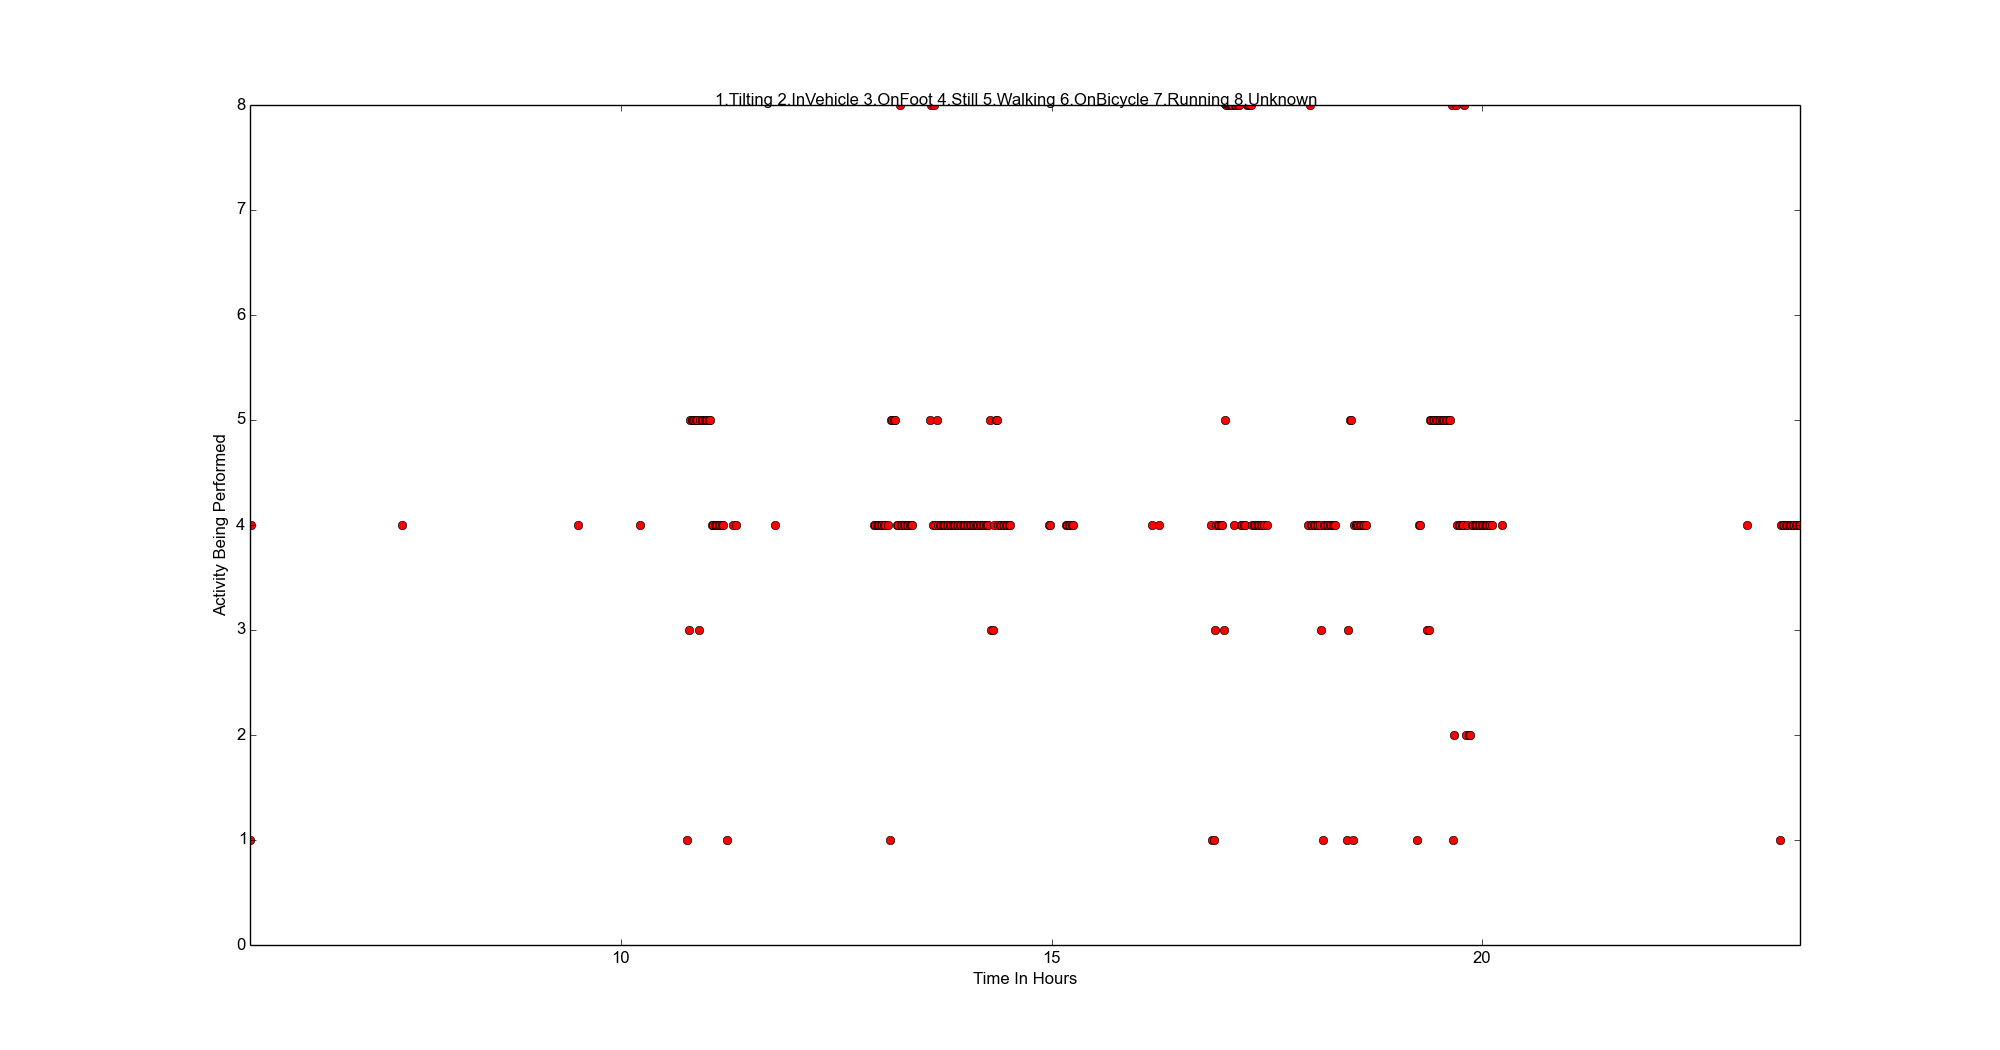 1.Tilting 2.InVehicle 3.OnFoot 4.Still 5.Walking 6.OnBicycle 7.Running 8.Unknown
8
7
6
5
4
3
2
1
0
Activity Being Performed
10 15 20
Time In Hours